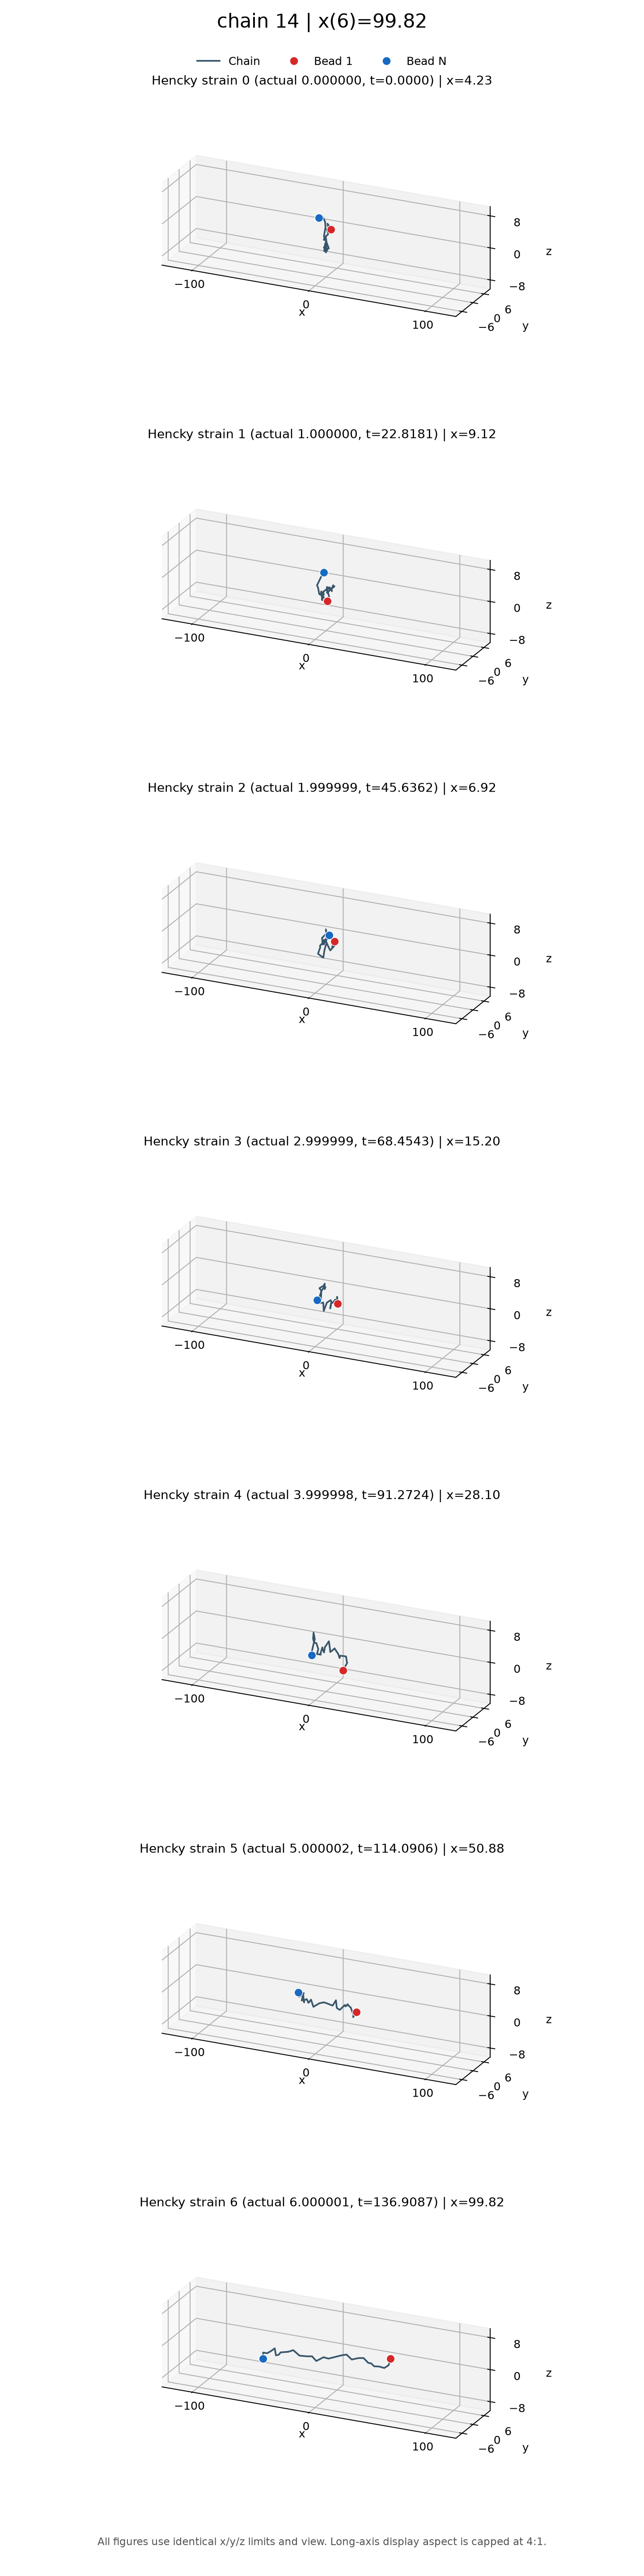 chain 14 | x(6)=99.82
Chain
Bead 1
Bead N
Hencky strain 0 (actual 0.000000, t=0.0000) | x=4.23
8
0
−8
z
−100
0
100
x
6
0
−6
y
Hencky strain 1 (actual 1.000000, t=22.8181) | x=9.12
8
0
−8
z
−100
0
100
x
6
0
−6
y
Hencky strain 2 (actual 1.999999, t=45.6362) | x=6.92
8
0
−8
z
−100
0
100
x
6
0
−6
y
Hencky strain 3 (actual 2.999999, t=68.4543) | x=15.20
8
0
−8
z
−100
0
100
x
6
0
−6
y
Hencky strain 4 (actual 3.999998, t=91.2724) | x=28.10
8
0
−8
z
−100
0
100
x
6
0
−6
y
Hencky strain 5 (actual 5.000002, t=114.0906) | x=50.88
8
0
−8
z
−100
0
100
x
6
0
−6
y
Hencky strain 6 (actual 6.000001, t=136.9087) | x=99.82
8
0
−8
z
−100
0
100
x
6
0
−6
y
All figures use identical x/y/z limits and view. Long-axis display aspect is capped at 4:1.